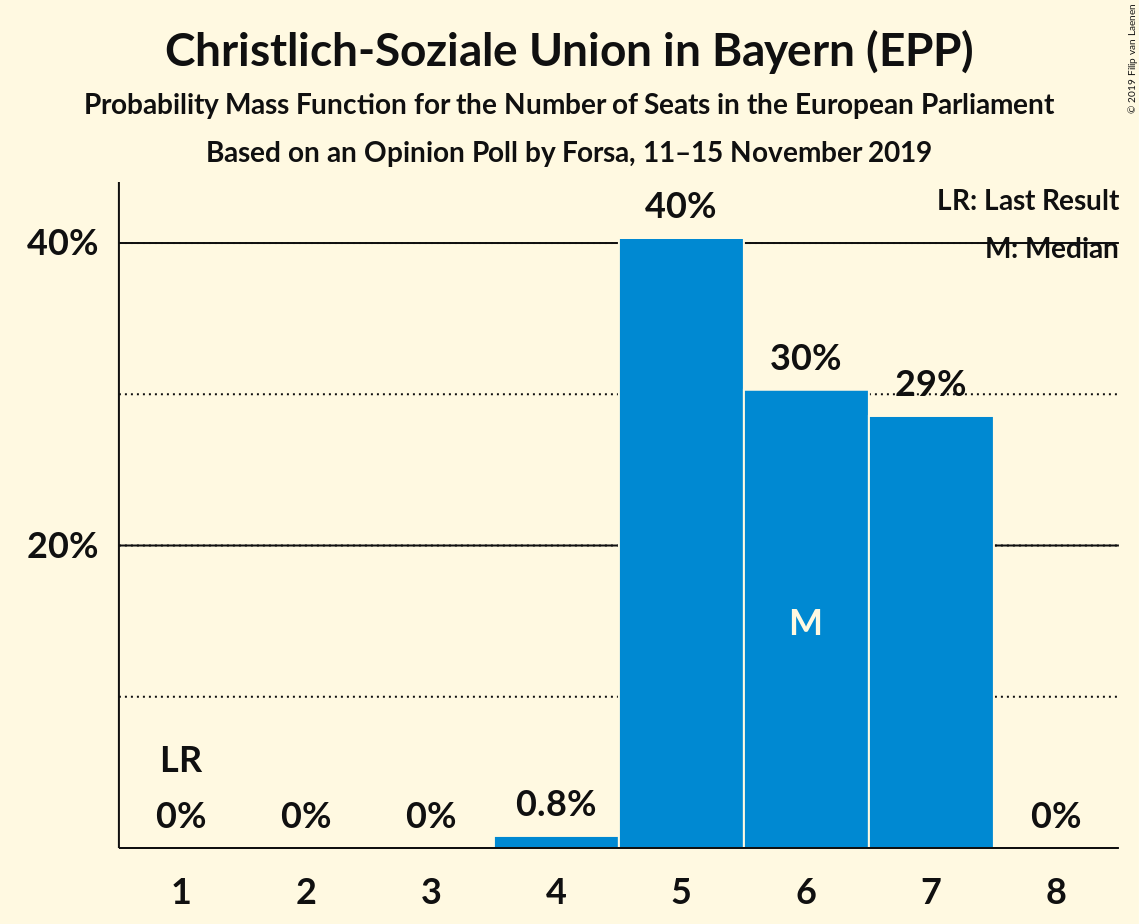 Christlich-Soziale Union in Bayern (EPP)
Probability Mass Function for the Number of Seats in the European Parliament
Based on an Opinion Poll by Forsa, 11–15 November 2019
© 2019 Filip van Laenen
LR: Last Result
M: Median
40%
20%
40%
30%
29%
M
LR
0%
0%
0%
0.8%
0%
1 2 3 4 5 6 7 8